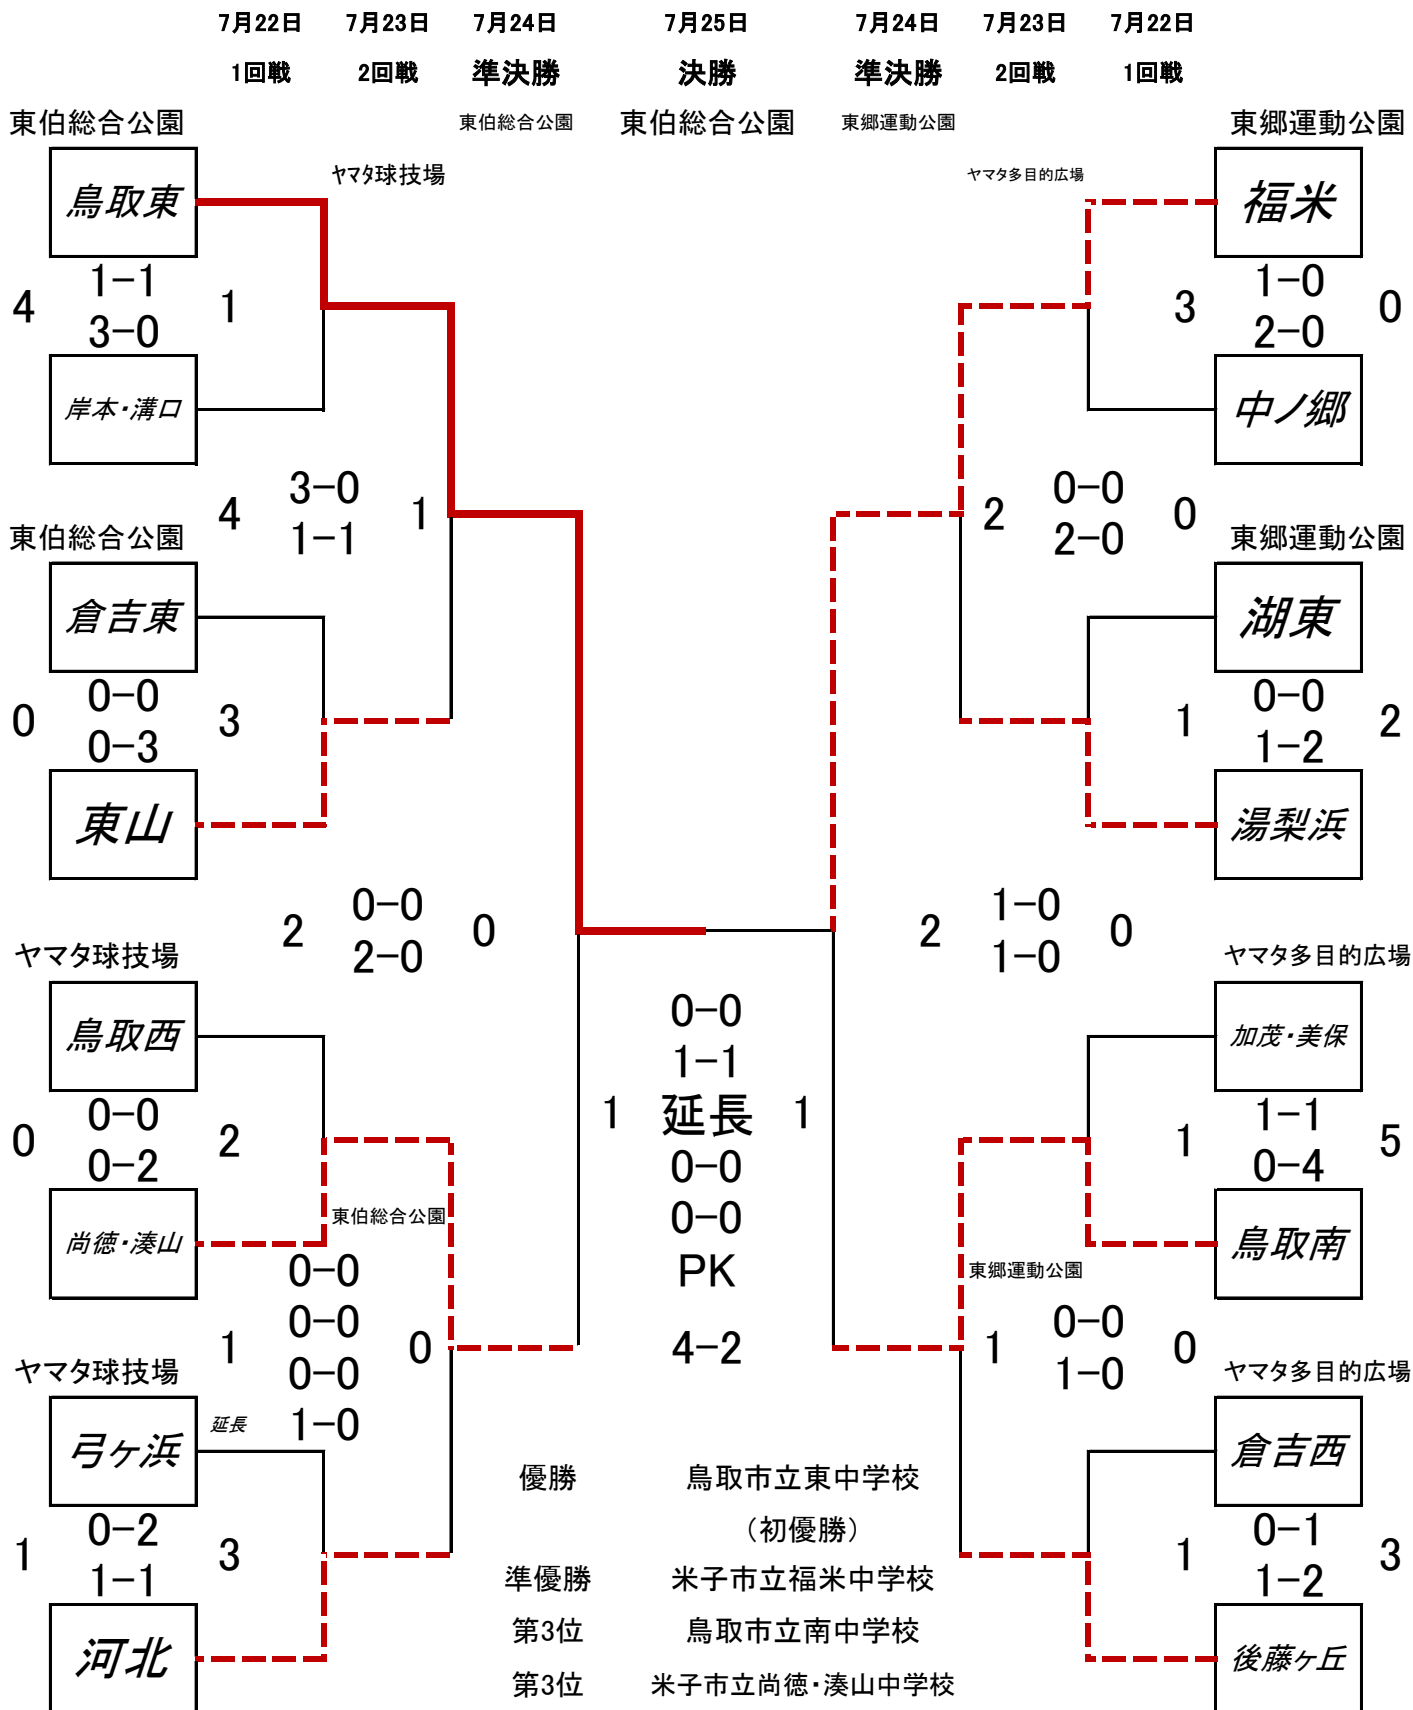 7月22日 7月23日 7月24日 7月25日 7月24日 7月23日 7月22日
1回戦 2回戦 準決勝 決勝 準決勝 2回戦 1回戦
東伯総合公園 東伯総合公園 東伯総合公園 東郷運動公園 東郷運動公園
ヤマタ球技場 ヤマタ多目的広場
鳥取東 福米
1-1 1-0
4 1 3 0
3-0 2-0
岸本・溝口 中ノ郷
3-0 0-0
4 1 2 0
1-1 2-0
東伯総合公園 東郷運動公園
倉吉東 湖東
0-0 0-0
0 3 1 2
0-3 1-2
東山 湯梨浜
0-0 1-0
2 0 2 0
2-0 1-0
ヤマタ球技場 ヤマタ多目的広場
鳥取西 0-0 加茂・美保
1-1
0-0 1 延長 1 1-1
0 2 1 5
0-2 0-0 0-4
尚徳・湊山 東伯総合公園 0-0 鳥取南
0-0 PK 東郷運動公園
0-0 0-0
1 0 4-2 1 0
0-0 1-0
ヤマタ球技場 ヤマタ多目的広場
延長 1-0
弓ヶ浜 倉吉西
優勝 鳥取市立東中学校
0-2 (初優勝) 0-1
1 3 1 3
1-1 準優勝 米子市立福米中学校 1-2
第3位 鳥取市立南中学校
河北 後藤ヶ丘
第3位 米子市立尚徳・湊山中学校